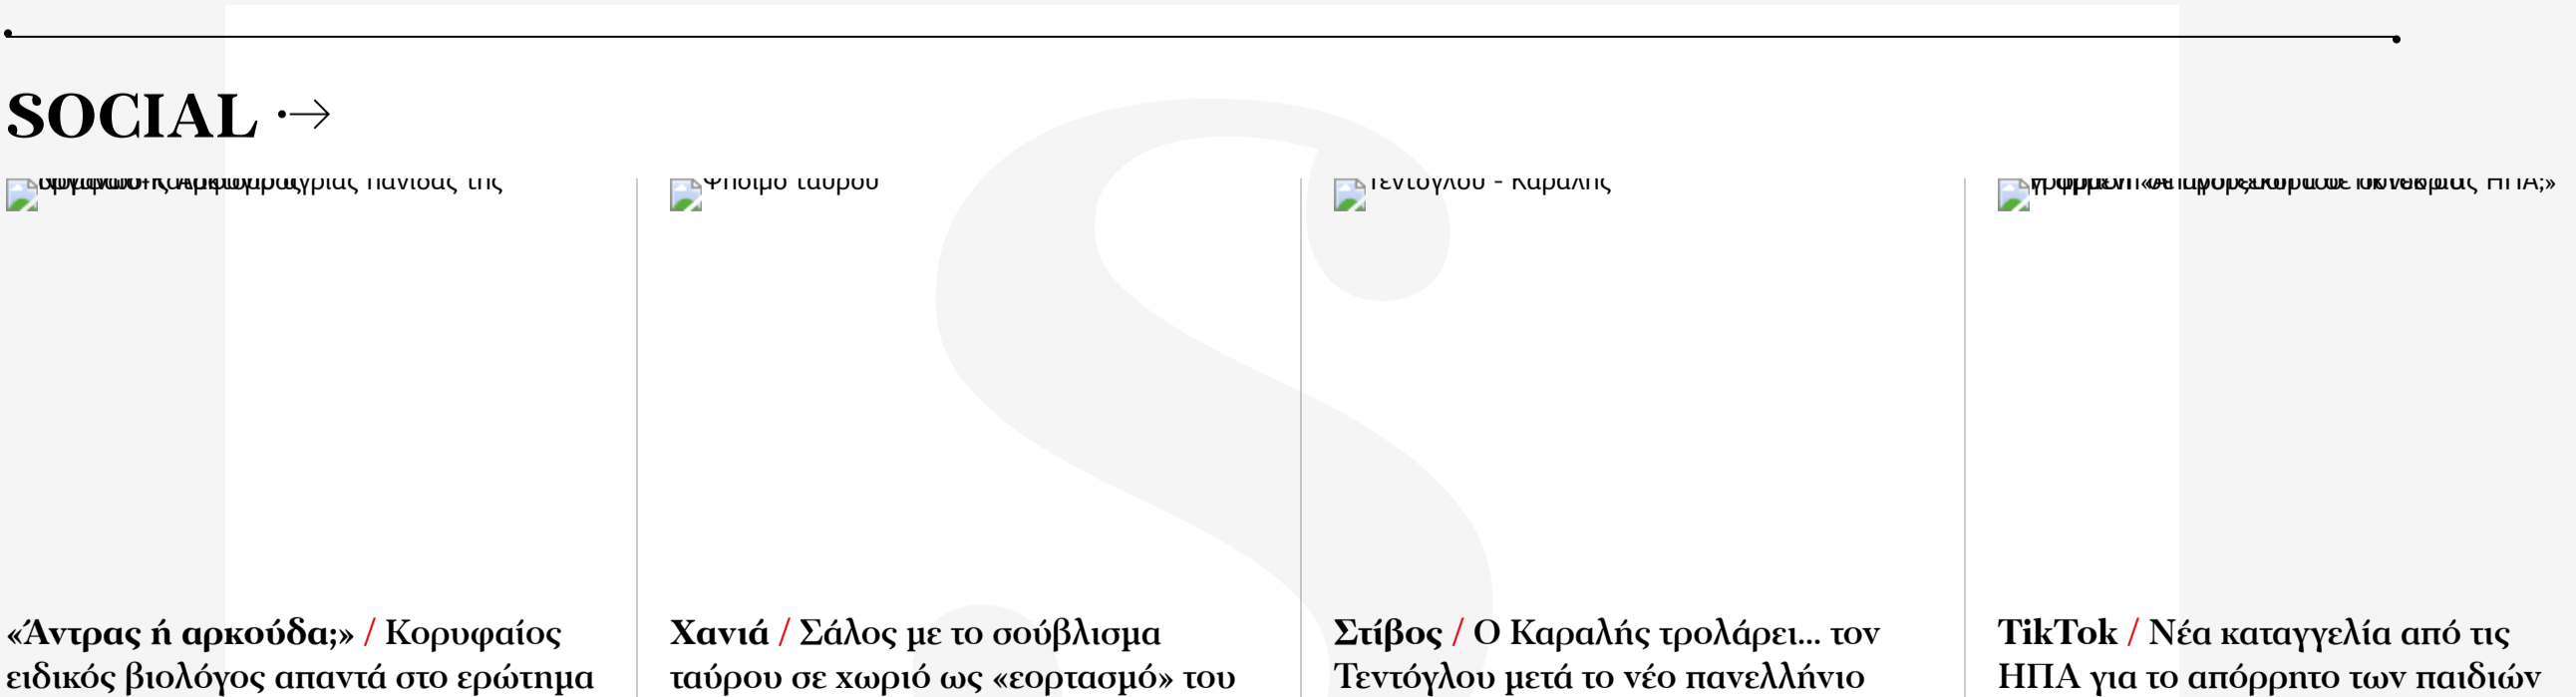 SOCIAL
Ψήσιμο ταύρου
Τεντόγλου - Καραλής
«Άντρας ή αρκούδα;» / Κορυφαίος
ειδικός βιολόγος απαντά στο ερώτημα
Χανιά / Σάλος με το σούβλισμα
ταύρου σε χωριό ως «εορτασμό» του
Στίβος / Ο Καραλής τρολάρει... τον
Τεντόγλου μετά το νέο πανελλήνιο
TikTok / Νέα καταγγελία από τις
ΗΠΑ για το απόρρητο των παιδιών